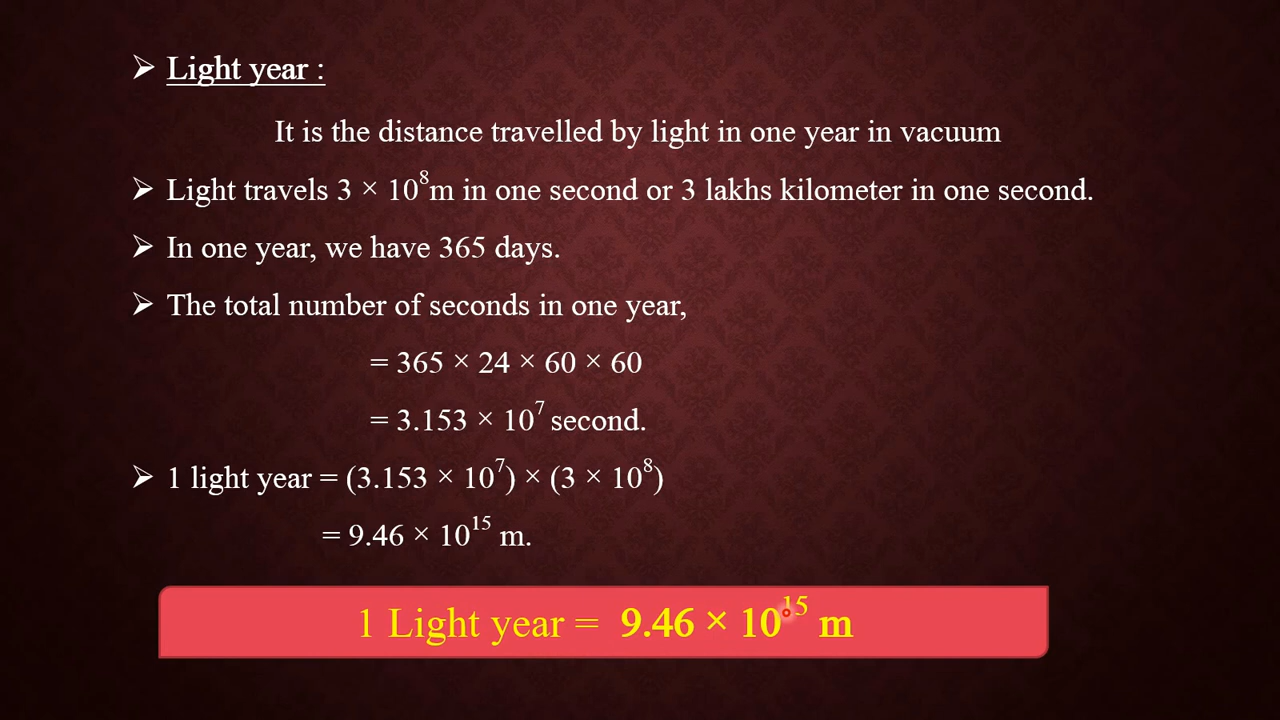 ➢ Light year :
It is the distance travelled by light in one year in vacuum
➢ Light travels 3 × 10⁸m in one second or 3 lakhs kilometer in one second.
➢ In one year, we have 365 days.
➢ The total number of seconds in one year,
= 365 × 24 × 60 × 60
= 3.153 × 10⁷ second.
➢ 1 light year = (3.153 × 10⁷) × (3 × 10⁸)
= 9.46 × 10¹⁵ m.
1 Light year = 9.46 × 10¹⁵ m